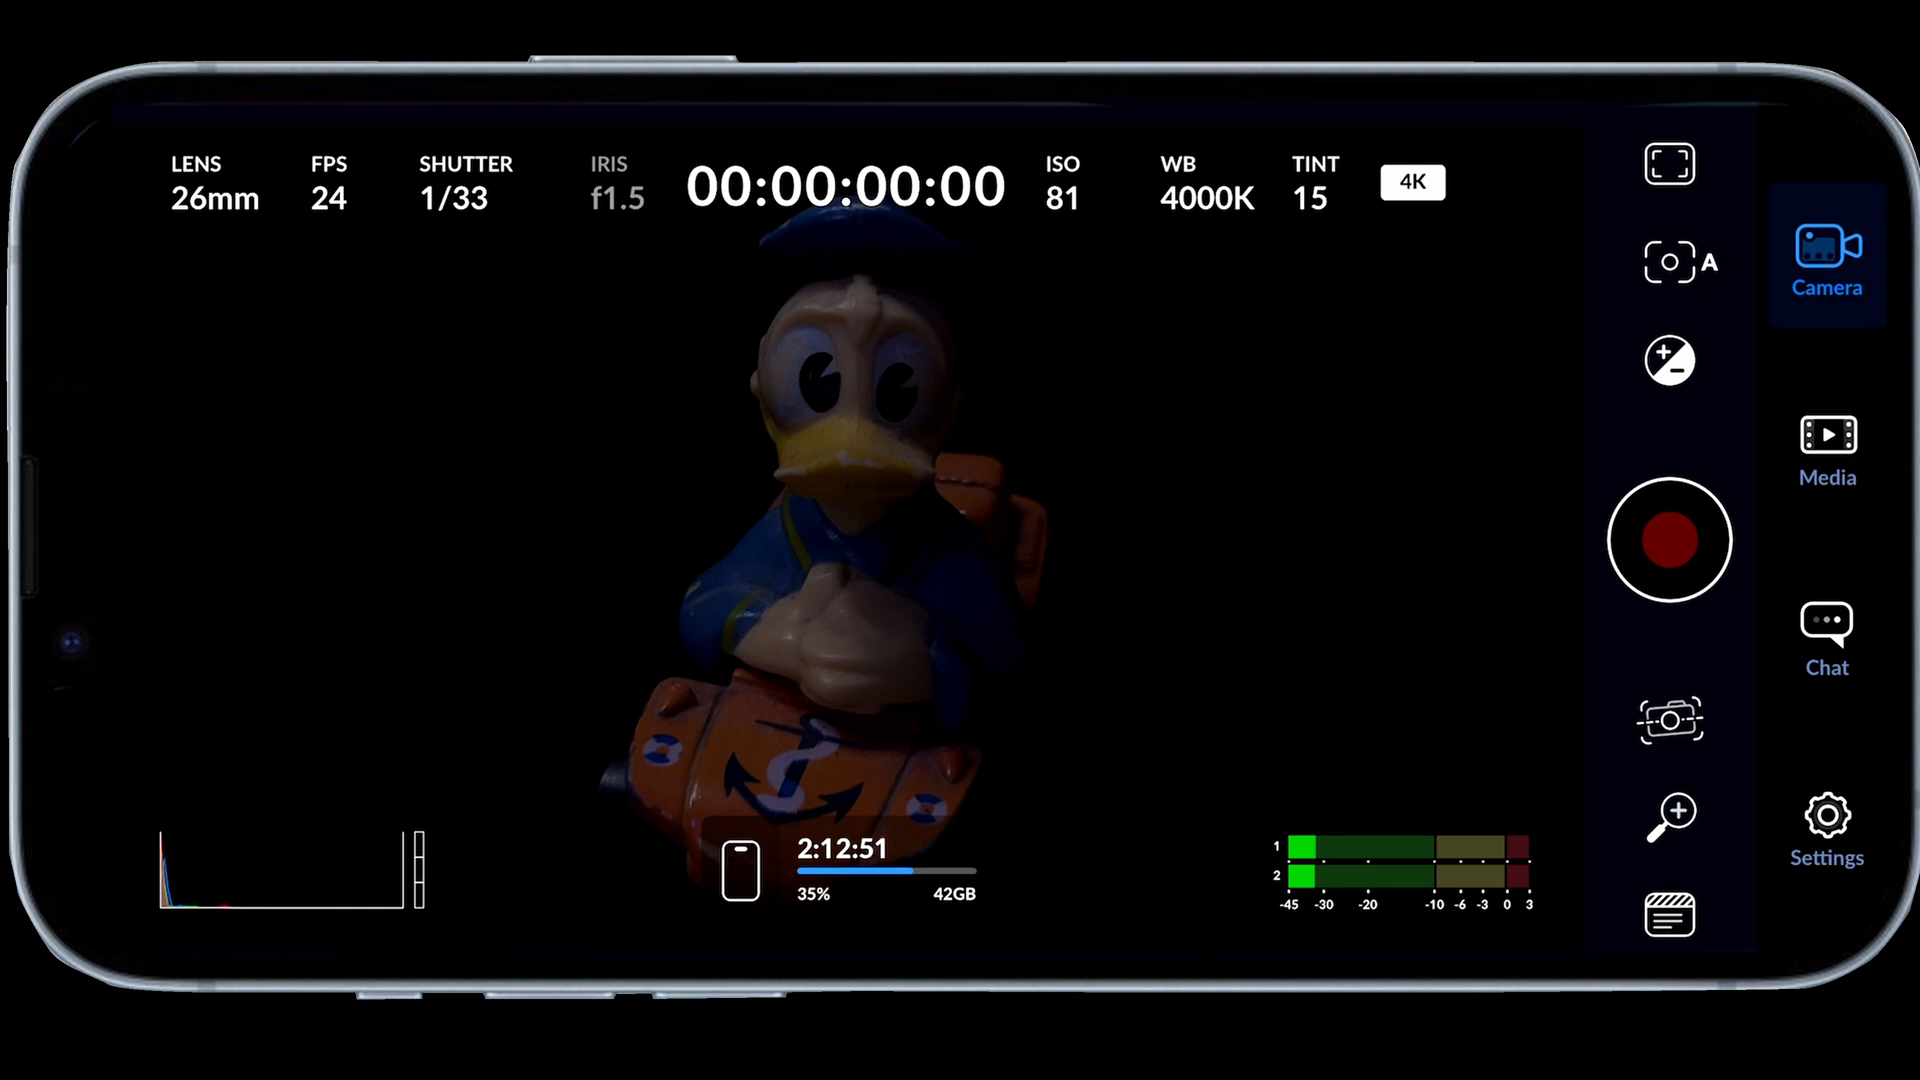 LENS FPS SHUTTER IRIS 00:00:00:00 ISO WB TINT 4K
26mm 24 1/33 f1.5 81 4000K 15
A
Camera
Media
Chat
Settings
2:12:51
35% 42GB
1
2
-45 -30 -20 -10 -6 -3 0 3